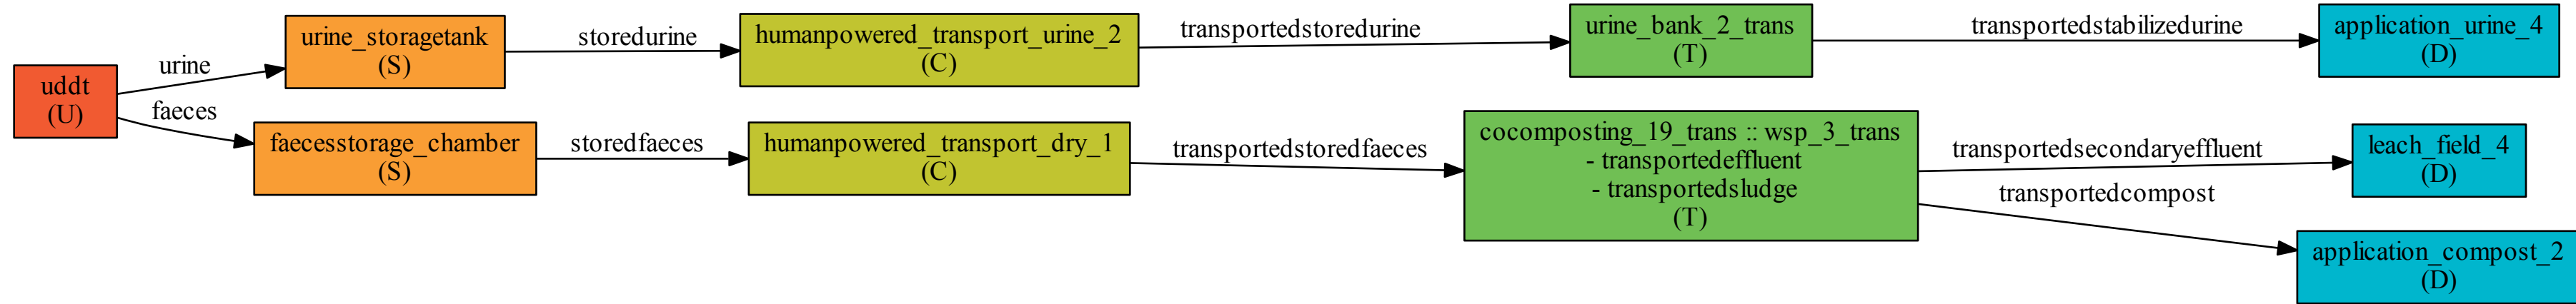 uddt
(U)
urine
faeces
urine_storagetank
(S)
faecesstorage_chamber
(S)
storedurine
storedfaeces
humanpowered_transport_urine_2
(C)
humanpowered_transport_dry_1
(C)
transportedstoredurine
transportedstoredfaeces
urine_bank_2_trans
(T)
cocomposting_19_trans :: wsp_3_trans
- transportedeffluent
- transportedsludge
(T)
transportedstabilizedurine
transportedsecondaryeffluent
transportedcompost
application_urine_4
(D)
leach_field_4
(D)
application_compost_2
(D)